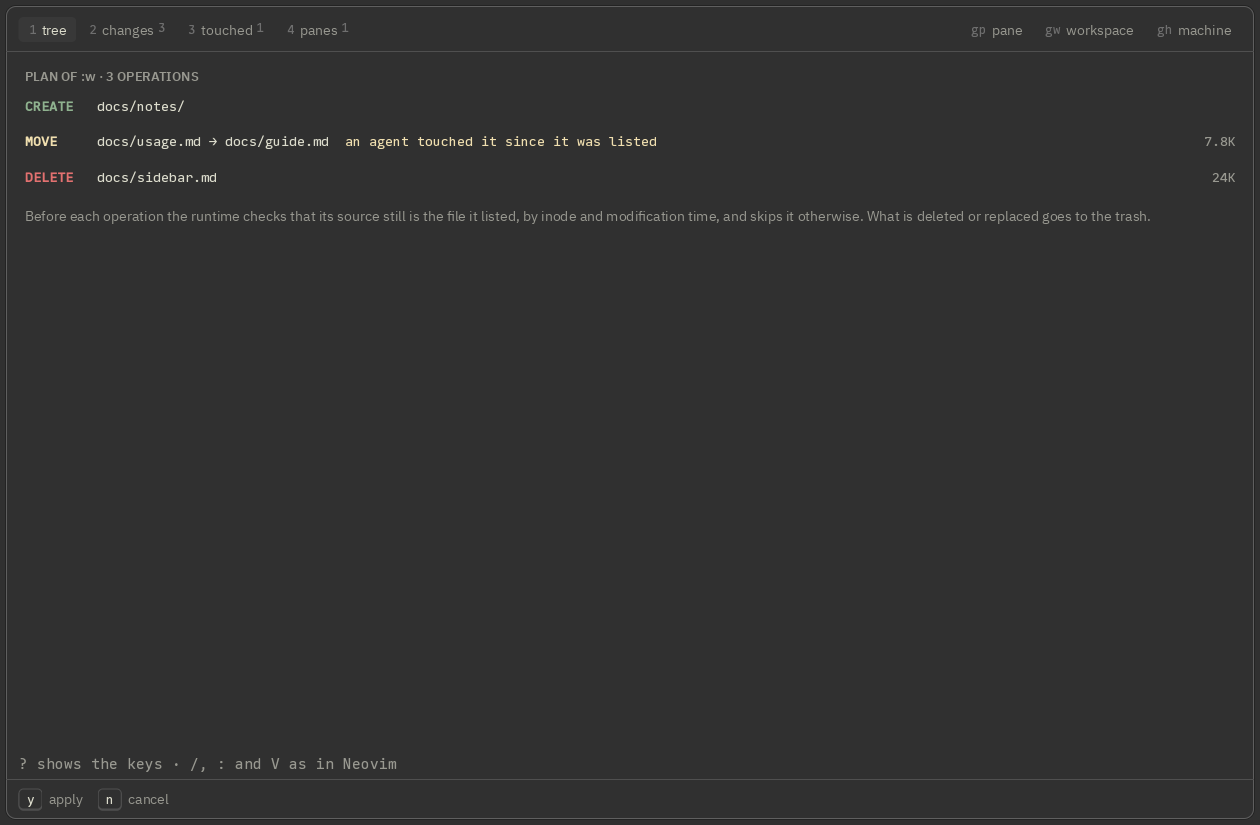 1 tree 2 changes 3 3 touched 1 4 panes 1 gp pane gw workspace gh machine
PLAN OF :w · 3 OPERATIONS
CREATE docs/notes/
MOVE docs/usage.md → docs/guide.md an agent touched it since it was listed 7.8K
DELETE docs/sidebar.md 24K
Before each operation the runtime checks that its source still is the file it listed, by inode and modification time, and skips it otherwise. What is deleted or replaced goes to the trash.
? shows the keys · /, : and V as in Neovim
y apply n cancel